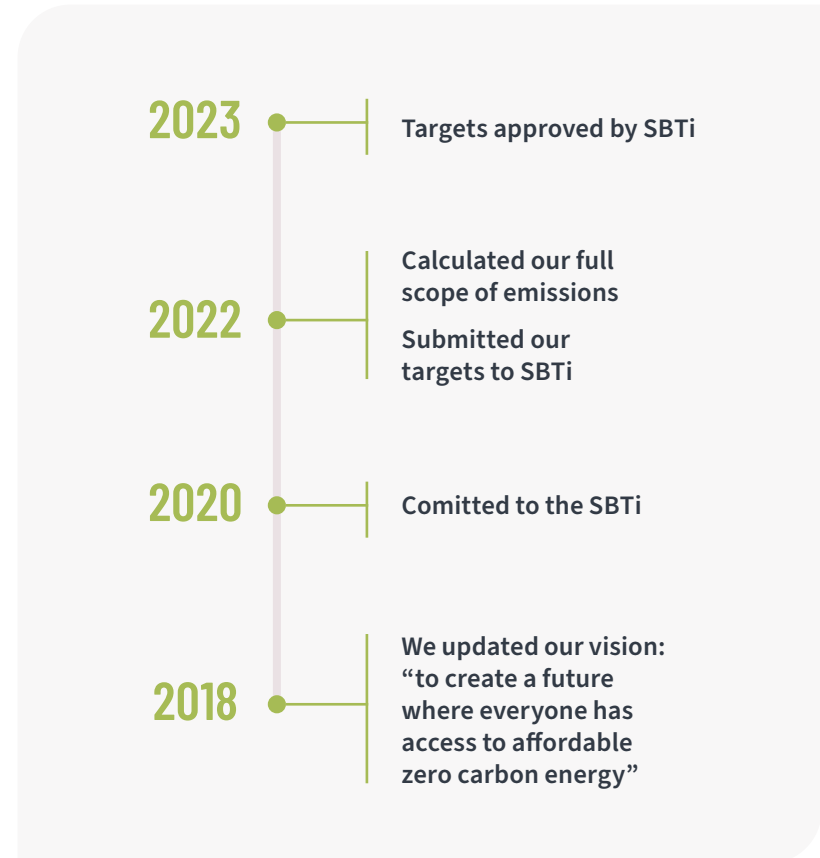 2023
Targets approved by SBTi
2022
Calculated our full
scope of emissions
Submitted our
targets to SBTi
2020
Comitted to the SBTi
2018
We updated our vision:
“to create a future
where everyone has
access to affordable
zero carbon energy”